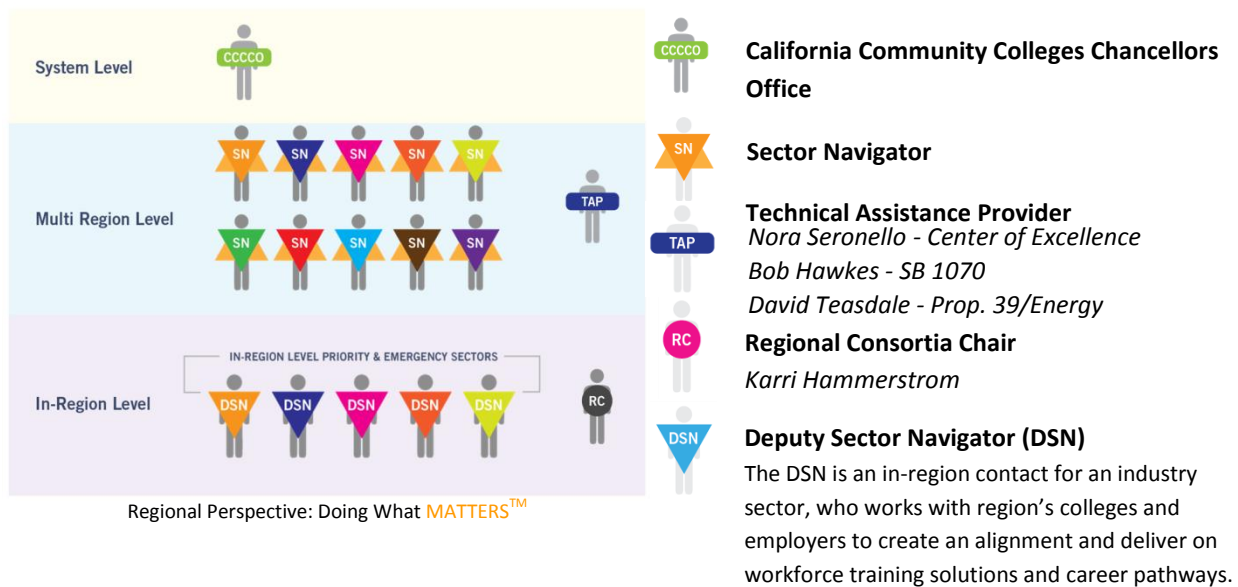 System Level
CCCCO
Multi Region Level
SN SN SN SN SN
TAP
SN SN SN SN SN
In-Region Level
IN-REGION LEVEL PRIORITY & EMERGENCY SECTORS
DSN DSN DSN DSN DSN
RC
Regional Perspective: Doing What MATTERS™
CCCCO
California Community Colleges Chancellors
Office
SN
Sector Navigator
TAP
Technical Assistance Provider
Nora Seronello - Center of Excellence
Bob Hawkes - SB 1070
David Teasdale - Prop. 39/Energy
RC
Regional Consortia Chair
Karri Hammerstrom
DSN
Deputy Sector Navigator (DSN)
The DSN is an in-region contact for an industry
sector, who works with region's colleges and
employers to create an alignment and deliver on
workforce training solutions and career pathways.